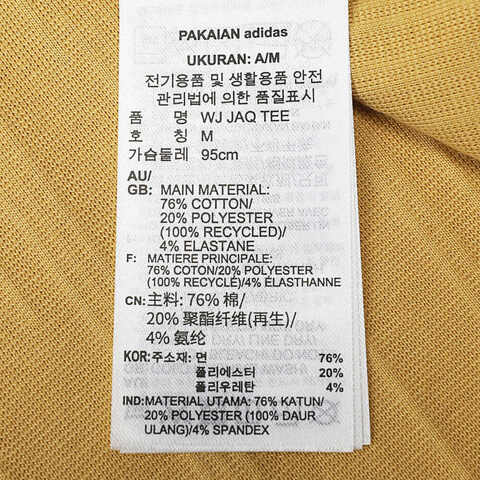 PAKAIAN adidas
UKURAN: A/M
전기용품 및 생활용품 안전
관리법에 의한 품질표시
품 명 WJ JAQ TEE
호 칭 M
가슴둘레 95cm
AU/
GB: MAIN MATERIAL:
76% COTTON/
20% POLYESTER
(100% RECYCLED)/
4% ELASTANE
F: MATIERE PRINCIPALE:
76% COTON/20% POLYESTER
(100% RECYCLÉ)/4% ÉLASTHANNE
CN: 主料: 76% 棉/
20% 聚酯纤维(再生)/
4% 氨纶
KOR: 주소재: 면 76%
폴리에스터 20%
폴리우레탄 4%
IND: MATERIAL UTAMA: 76% KATUN/
20% POLYESTER (100% DAUR
ULANG)/4% SPANDEX